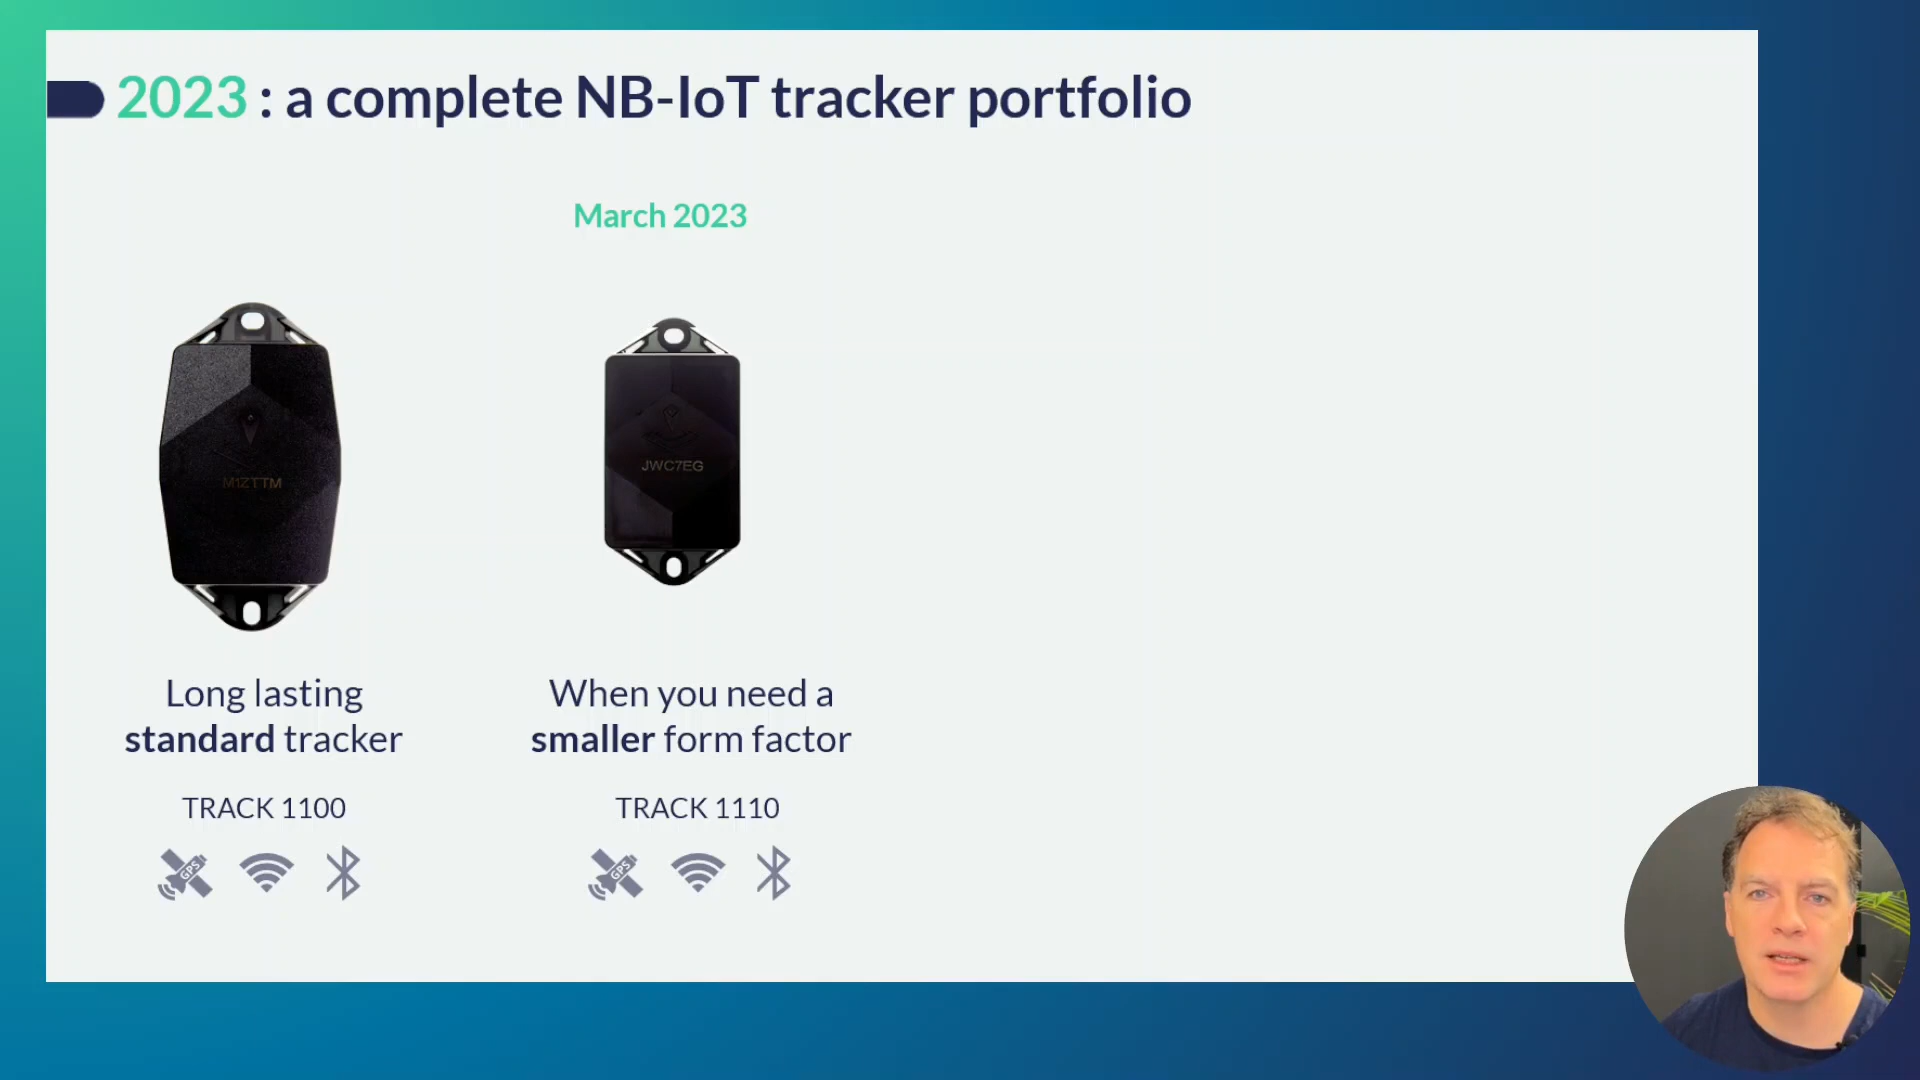 2023 : a complete NB-IoT tracker portfolio
March 2023
M1ZTTM
JWC7EG
Long lasting
standard tracker
When you need a
smaller form factor
TRACK 1100
TRACK 1110
GPS
GPS